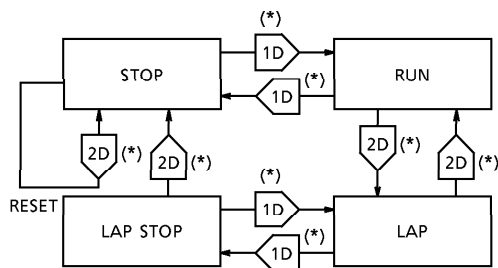 (*)
1D
STOP
RUN
(*)
1D
2D
(*)
2D
(*)
2D
(*)
2D
(*)
RESET
(*)
1D
LAP STOP
LAP
(*)
1D